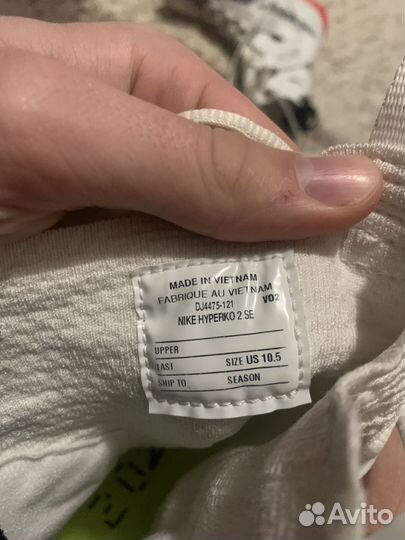 MADE IN VIETNAM
FABRIQUE AU VIETNAM
DJ4475-121 V02
NIKE HYPERKO 2 SE
UPPER
LAST SIZE US 10.5
SHIP TO SEASON
Avito